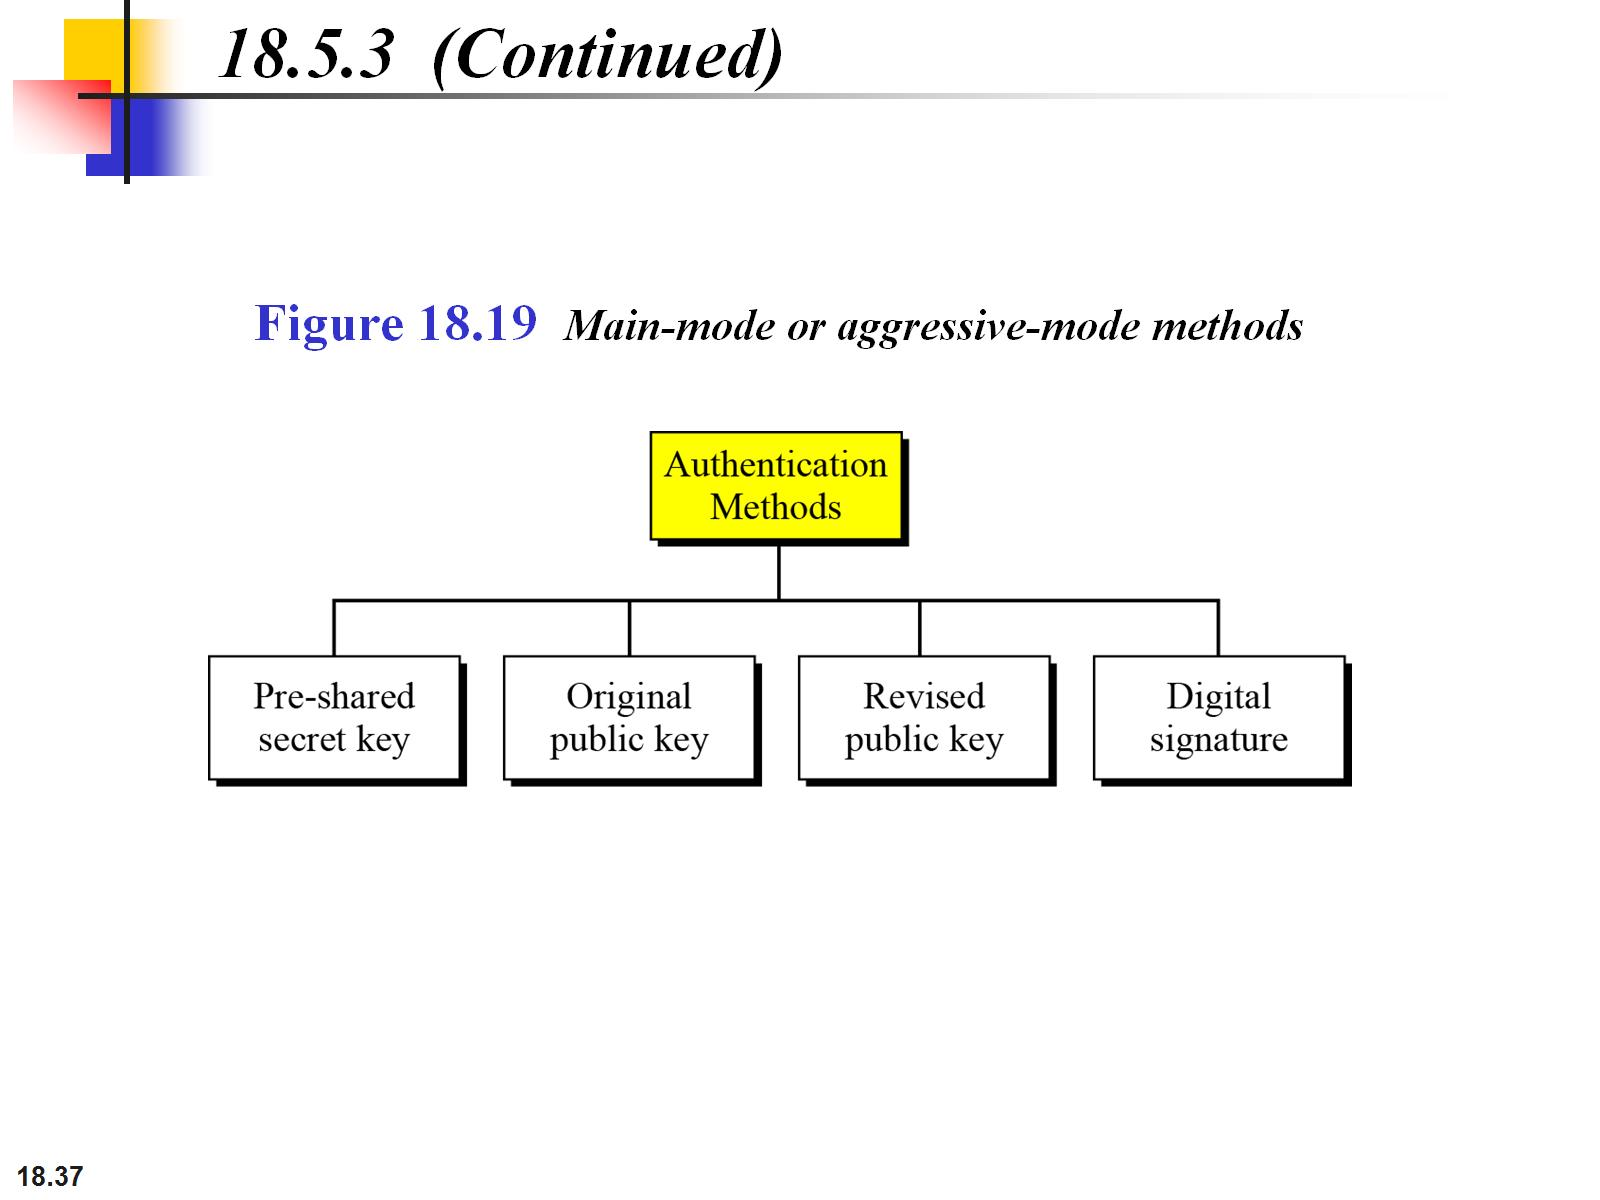 18.5.3 (Continued)
Figure 18.19 Main-mode or aggressive-mode methods
Authentication
Methods
Pre-shared
secret key
Original
public key
Revised
public key
Digital
signature
18.37